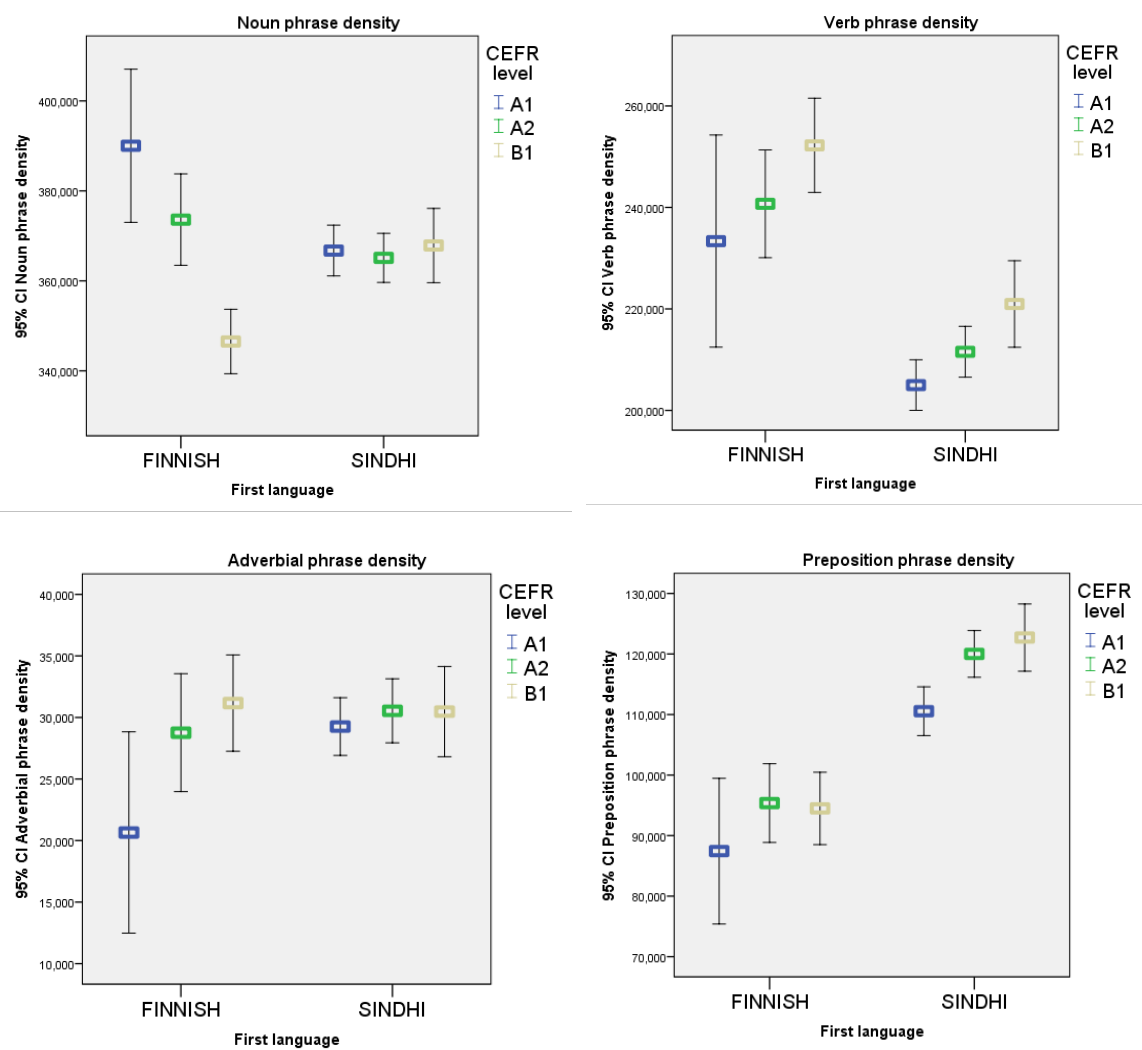 Noun phrase density
CEFR
level
A1
A2
B1
95% CI Noun phrase density
400,000
380,000
360,000
340,000
FINNISH
SINDHI
First language
Verb phrase density
CEFR
level
A1
A2
B1
95% CI Verb phrase density
260,000
240,000
220,000
200,000
FINNISH
SINDHI
First language
Adverbial phrase density
CEFR
level
A1
A2
B1
95% CI Adverbial phrase density
40,000
35,000
30,000
25,000
20,000
15,000
10,000
FINNISH
SINDHI
First language
Preposition phrase density
CEFR
level
A1
A2
B1
95% CI Preposition phrase density
130,000
120,000
110,000
100,000
90,000
80,000
70,000
FINNISH
SINDHI
First language